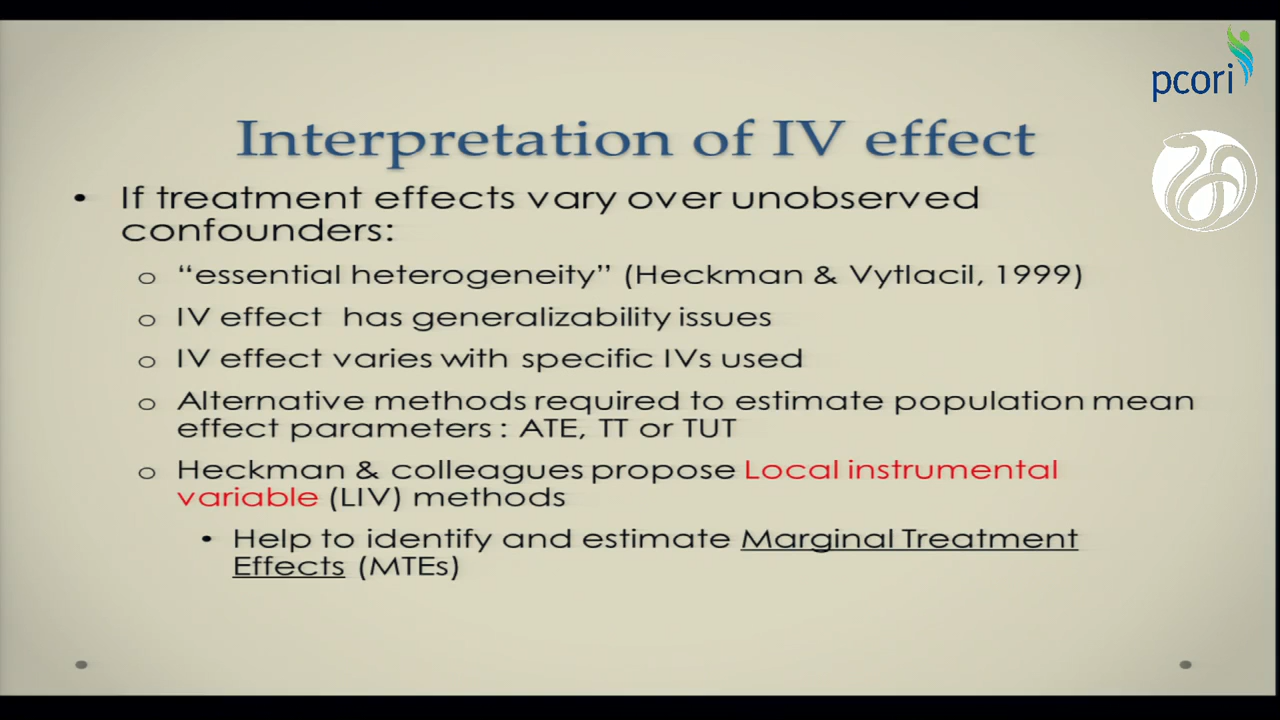 pcori
Interpretation of IV effect
• If treatment effects vary over unobserved
confounders:
o "essential heterogeneity" (Heckman & Vytlacil, 1999)
o IV effect has generalizability issues
o IV effect varies with specific IVs used
o Alternative methods required to estimate population mean
effect parameters : ATE, TT or TUT
o Heckman & colleagues propose Local instrumental
variable (LIV) methods
• Help to identify and estimate Marginal Treatment
Effects (MTEs)